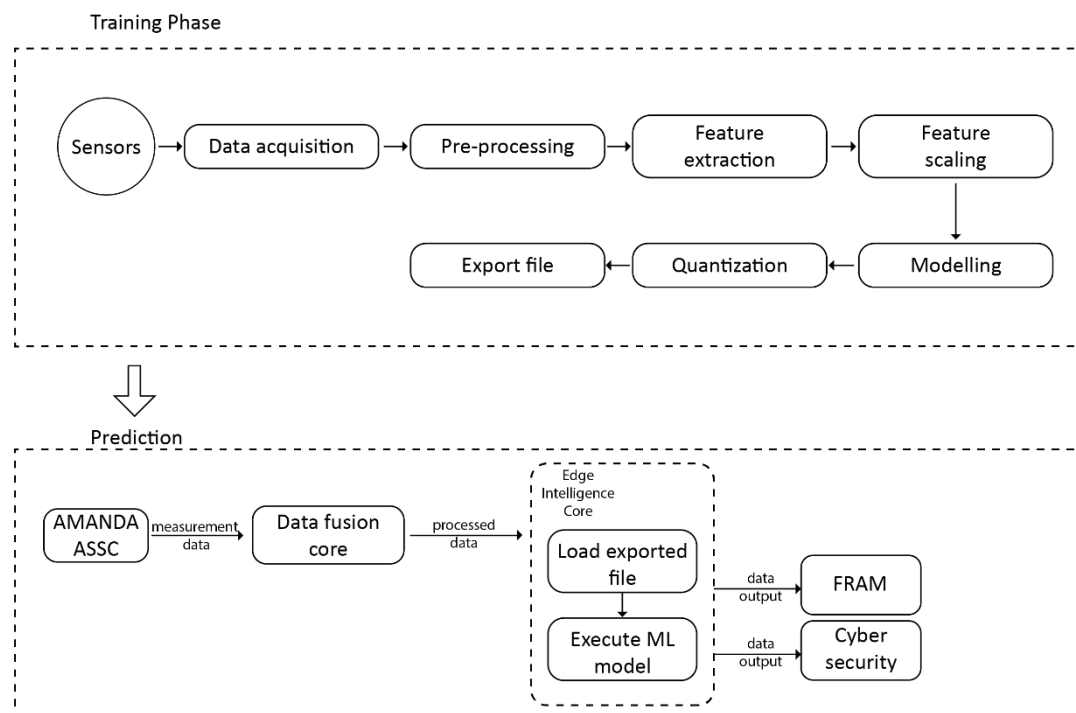 Training Phase
Sensors
Data acquisition
Pre-processing
Feature
extraction
Feature
scaling
Export file
Quantization
Modelling
Prediction
AMANDA
ASSC
measurement
data
Data fusion
core
processed
data
Edge
Intelligence
Core
Load exported
file
Execute ML
model
data
output
FRAM
data
output
Cyber
security